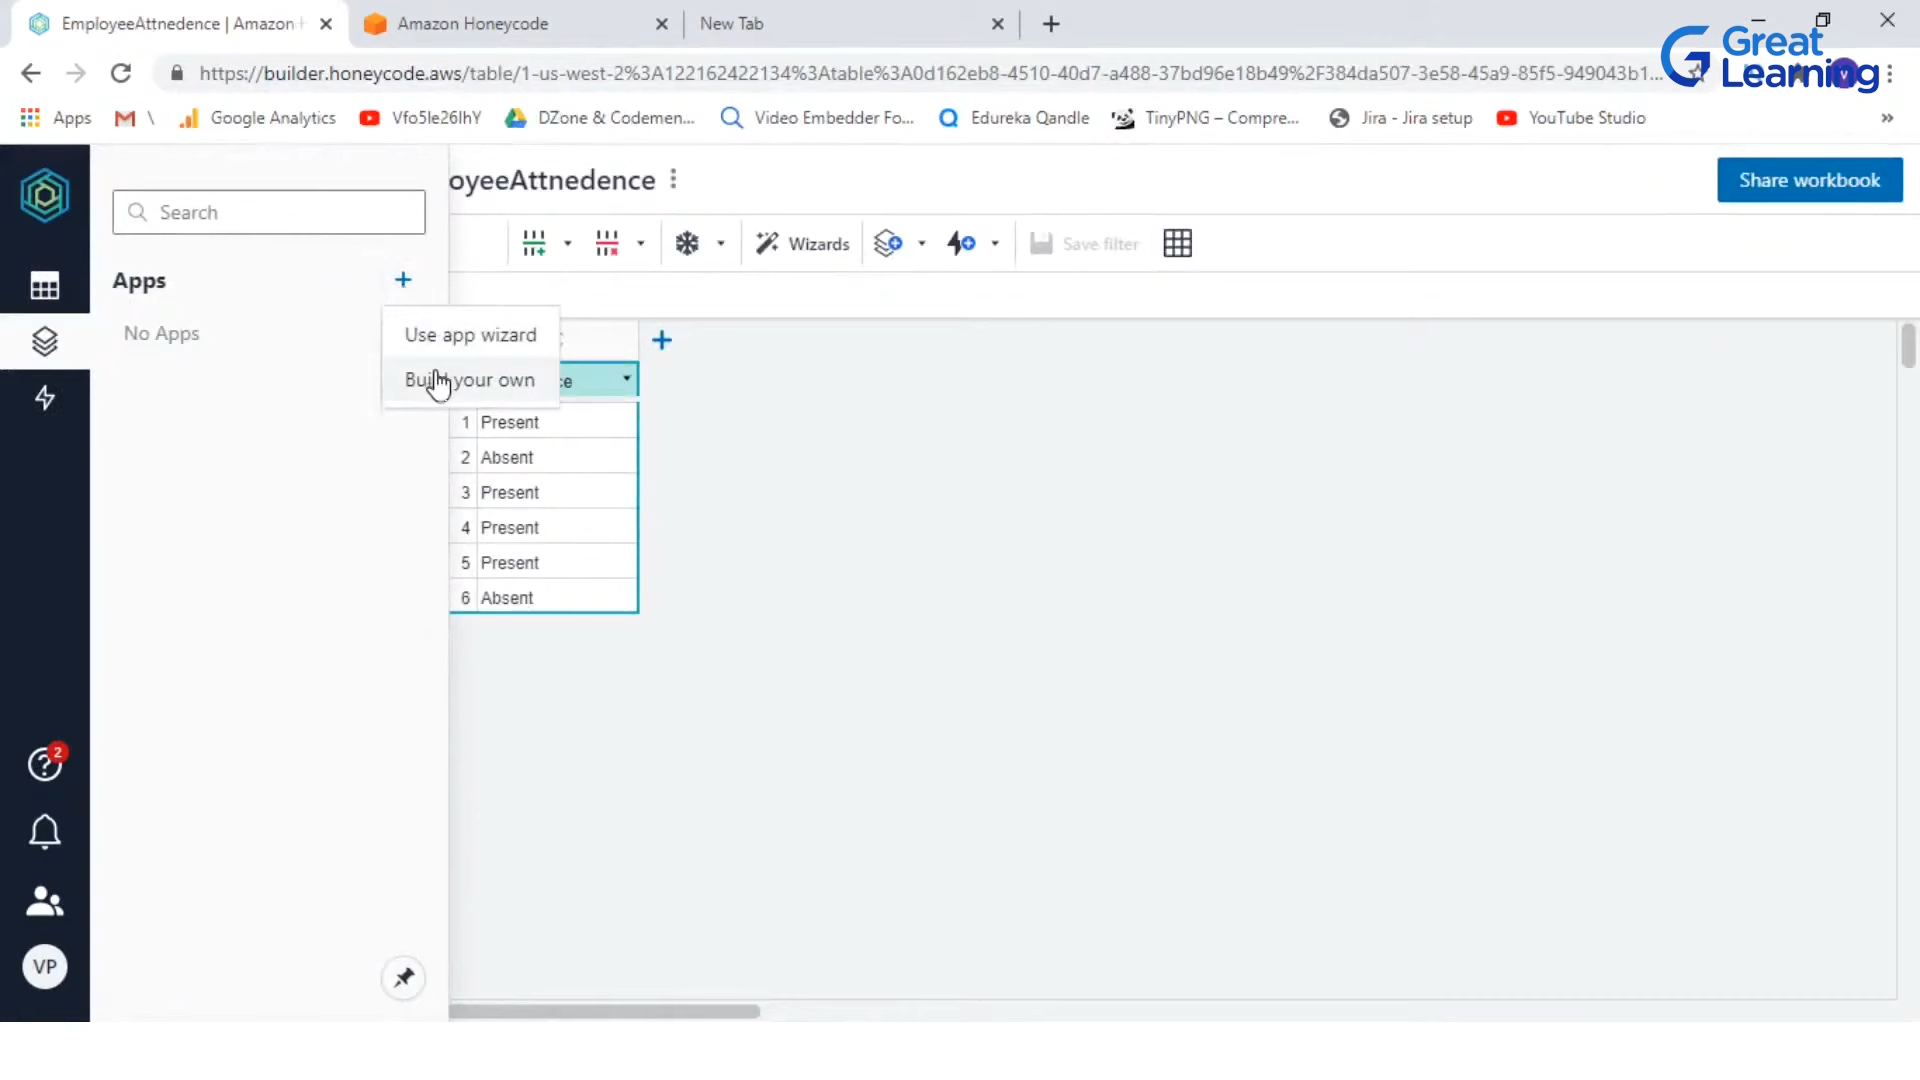 EmployeeAttnedence | Amazon H
Amazon Honeycode
New Tab
Great
Learning
https://builder.honeycode.aws/table/1-us-west-2%3A122162422134%3Atable%3A0d162eb8-4510-40d7-a488-37bd96e18b49%2F384da507-3e58-45a9-85f5-949043b1...
V
Apps
\
Google Analytics
Vfo5le26lhY
DZone & Codemen...
Video Embedder Fo...
Edureka Qandle
TinyPNG – Compre...
Jira - Jira setup
YouTube Studio
»
oyeeAttnedence
Share workbook
Search
Wizards
Save filter
Apps
No Apps
Use app wizard
Build your own
ce
1 Present
2 Absent
3 Present
4 Present
5 Present
6 Absent
2
VP